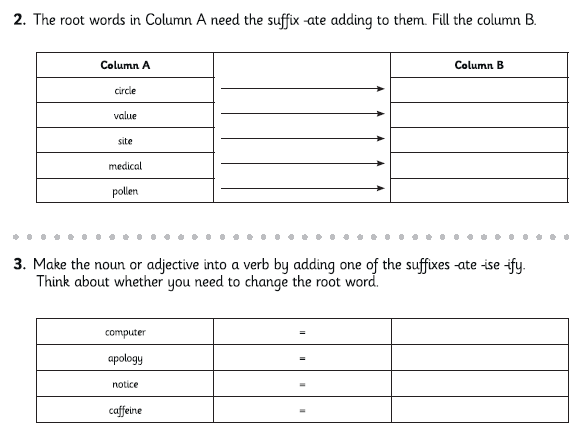 2. The root words in Column A need the suffix -ate adding to them. Fill the column B.
Column A Column B
circle
value
site
medical
pollen
3. Make the noun or adjective into a verb by adding one of the suffixes -ate -ise -ify.
Think about whether you need to change the root word.
computer =
apology =
notice =
caffeine =